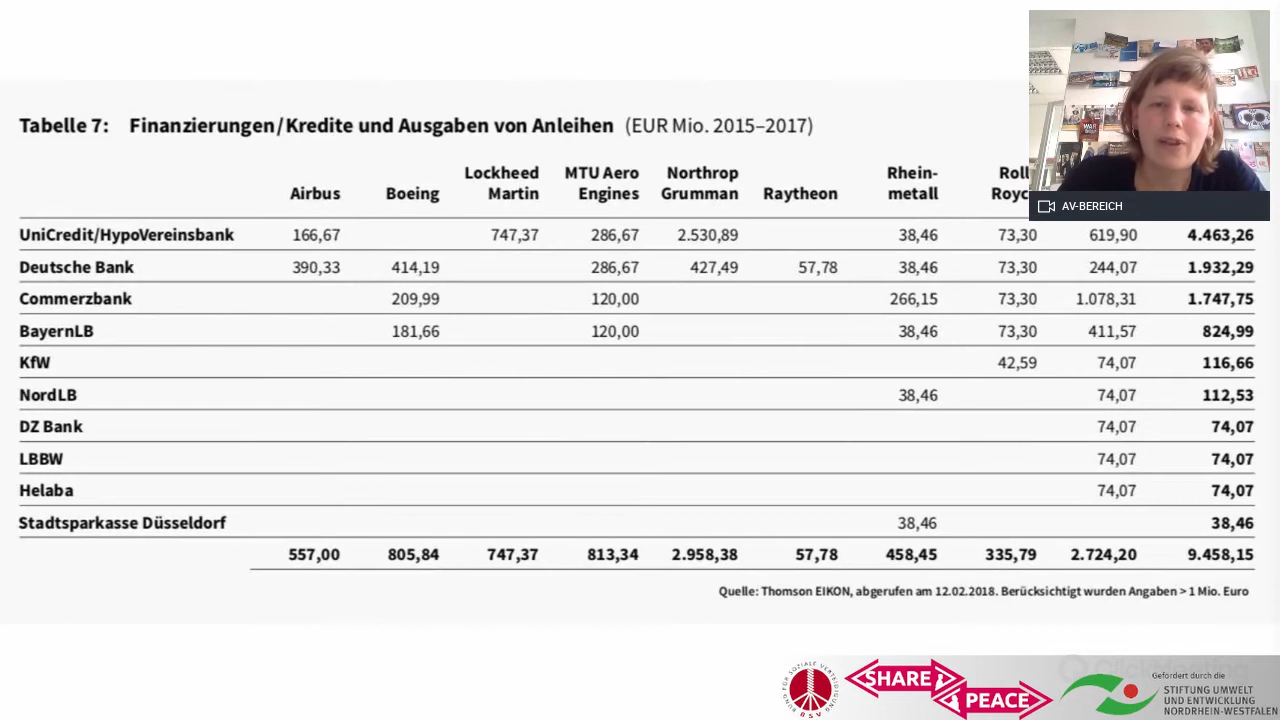 Tabelle 7: Finanzierungen/Kredite und Ausgaben von Anleihen (EUR Mio. 2015–2017)
Airbus Boeing Lockheed Martin MTU Aero Engines Northrop Grumman Raytheon Rhein-metall Roll Royc
UniCredit/HypoVereinsbank 166,67 747,37 286,67 2.530,89 38,46 73,30 619,90 4.463,26
Deutsche Bank 390,33 414,19 286,67 427,49 57,78 38,46 73,30 244,07 1.932,29
Commerzbank 209,99 120,00 266,15 73,30 1.078,31 1.747,75
BayernLB 181,66 120,00 38,46 73,30 411,57 824,99
KfW 42,59 74,07 116,66
NordLB 38,46 74,07 112,53
DZ Bank 74,07 74,07
LBBW 74,07 74,07
Helaba 74,07 74,07
Stadtsparkasse Düsseldorf 38,46 38,46
557,00 805,84 747,37 813,34 2.958,38 57,78 458,45 335,79 2.724,20 9.458,15
Quelle: Thomson EIKON, abgerufen am 12.02.2018. Berücksichtigt wurden Angaben > 1 Mio. Euro
AV-BEREICH
WAR
BUND FÜR SOZIALE VERTEIDIGUNG
BSV
SHARE
PEACE
ClickMeeting
Gefördert durch die
STIFTUNG UMWELT
UND ENTWICKLUNG
NORDRHEIN-WESTFALEN